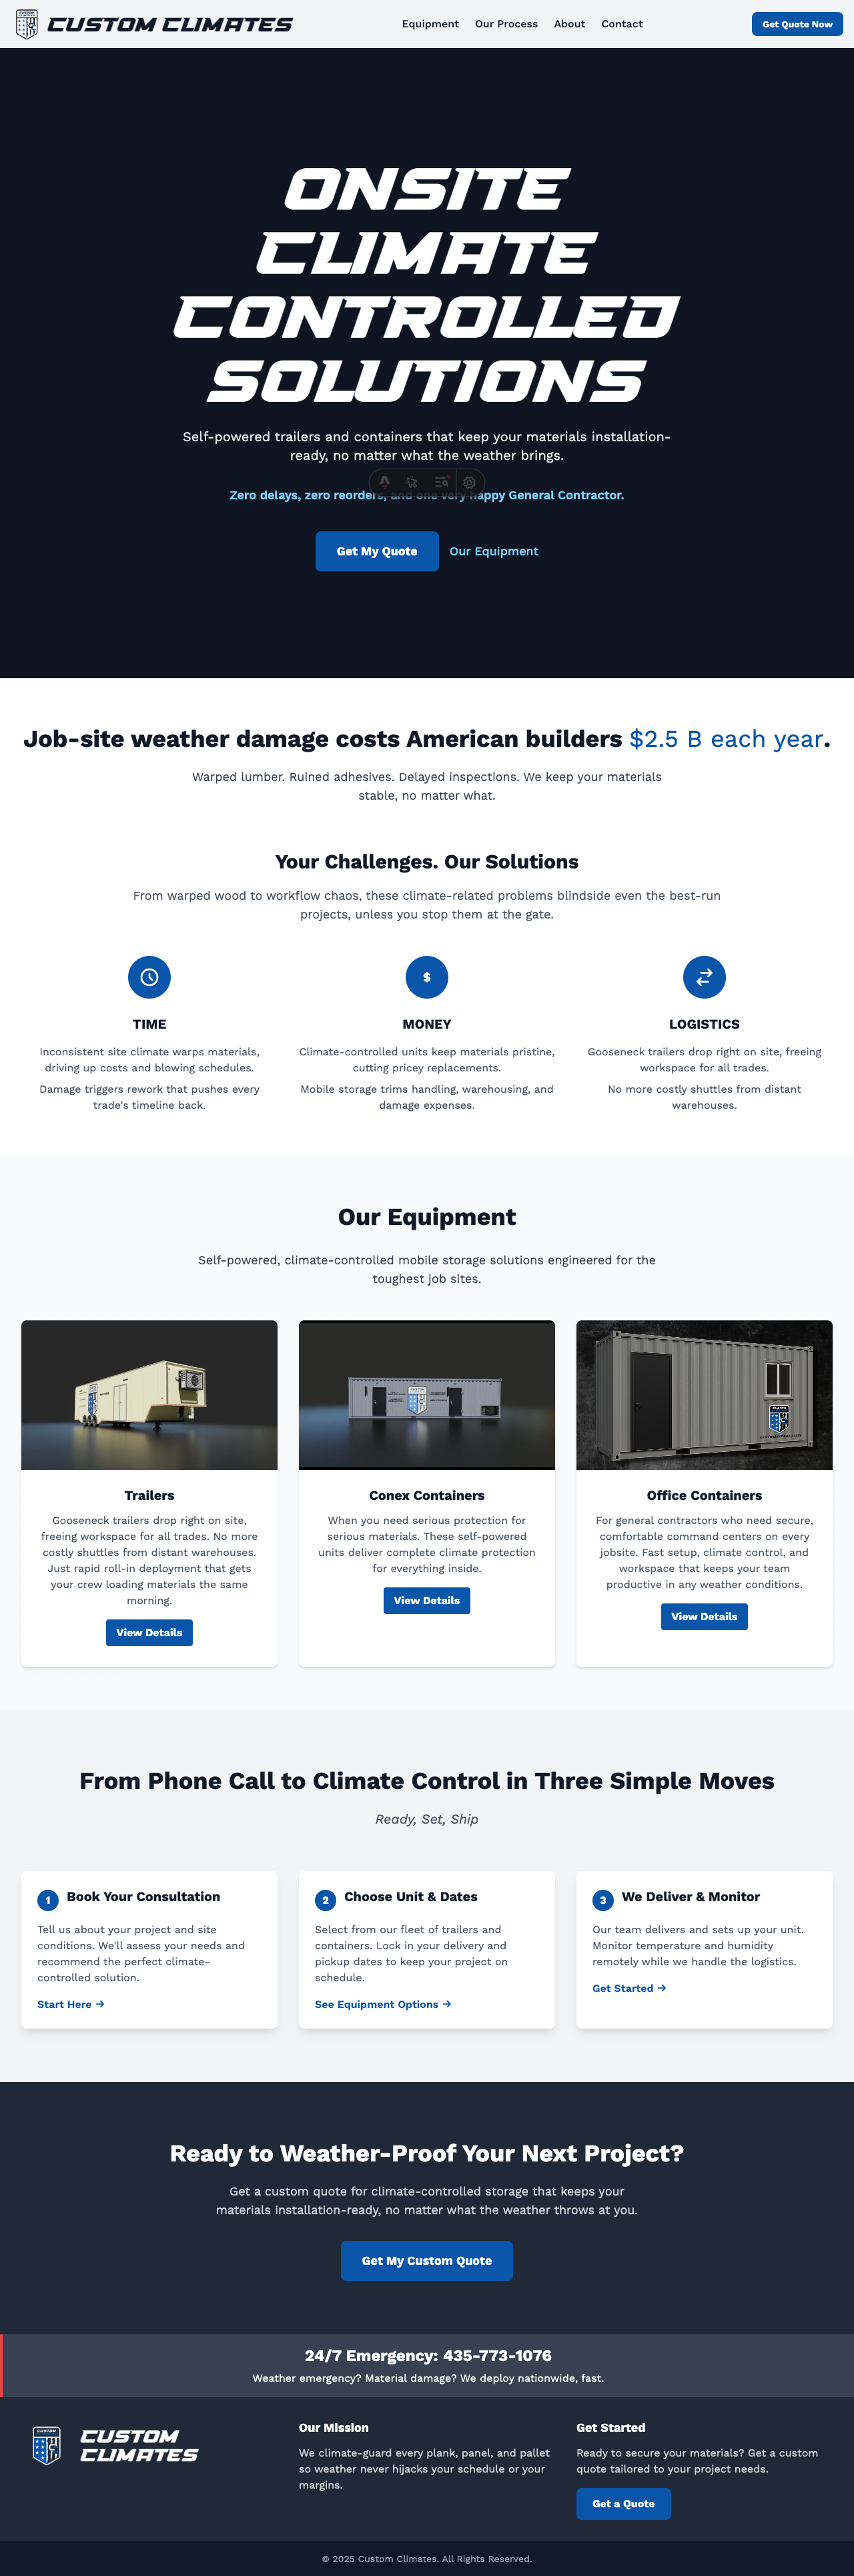 CUSTOM CLIMATES
Equipment Our Process About Contact
Get Quote Now
ONSITE
CLIMATE
CONTROLLED
SOLUTIONS
Self-powered trailers and containers that keep your materials installation-
ready, no matter what the weather brings.
Zero delays, zero reorders, and one very happy General Contractor.
Get My Quote Our Equipment
Job-site weather damage costs American builders $2.5 B each year.
Warped lumber. Ruined adhesives. Delayed inspections. We keep your materials
stable, no matter what.
Your Challenges. Our Solutions
From warped wood to workflow chaos, these climate-related problems blindside even the best-run
projects, unless you stop them at the gate.
TIME
Inconsistent site climate warps materials,
driving up costs and blowing schedules.
Damage triggers rework that pushes every
trade's timeline back.
$
MONEY
Climate-controlled units keep materials pristine,
cutting pricey replacements.
Mobile storage trims handling, warehousing, and
damage expenses.
LOGISTICS
Gooseneck trailers drop right on site, freeing
workspace for all trades.
No more costly shuttles from distant
warehouses.
Our Equipment
Self-powered, climate-controlled mobile storage solutions engineered for the
toughest job sites.
Trailers
Gooseneck trailers drop right on site,
freeing workspace for all trades. No more
costly shuttles from distant warehouses.
Just rapid roll-in deployment that gets
your crew loading materials the same
morning.
View Details
Conex Containers
When you need serious protection for
serious materials. These self-powered
units deliver complete climate protection
for everything inside.
View Details
Office Containers
For general contractors who need secure,
comfortable command centers on every
jobsite. Fast setup, climate control, and
workspace that keeps your team
productive in any weather conditions.
View Details
From Phone Call to Climate Control in Three Simple Moves
Ready, Set, Ship
1 Book Your Consultation
Tell us about your project and site
conditions. We'll assess your needs and
recommend the perfect climate-
controlled solution.
Start Here →
2 Choose Unit & Dates
Select from our fleet of trailers and
containers. Lock in your delivery and
pickup dates to keep your project on
schedule.
See Equipment Options →
3 We Deliver & Monitor
Our team delivers and sets up your unit.
Monitor temperature and humidity
remotely while we handle the logistics.
Get Started →
Ready to Weather-Proof Your Next Project?
Get a custom quote for climate-controlled storage that keeps your
materials installation-ready, no matter what the weather throws at you.
Get My Custom Quote
24/7 Emergency: 435-773-1076
Weather emergency? Material damage? We deploy nationwide, fast.
CUSTOM
CUSTOM
CLIMATES
Our Mission
We climate-guard every plank, panel, and pallet
so weather never hijacks your schedule or your
margins.
Get Started
Ready to secure your materials? Get a custom
quote tailored to your project needs.
Get a Quote
© 2025 Custom Climates. All Rights Reserved.